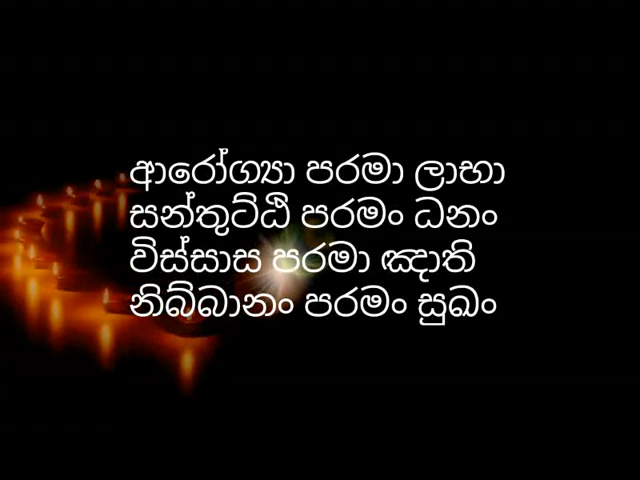 ආරෝග්‍යා පරමා ලාභා
සන්තුට්ඨි පරමං ධනං
විස්සාස පරමා ඤාති
නිබ්බානං පරමං සුඛං